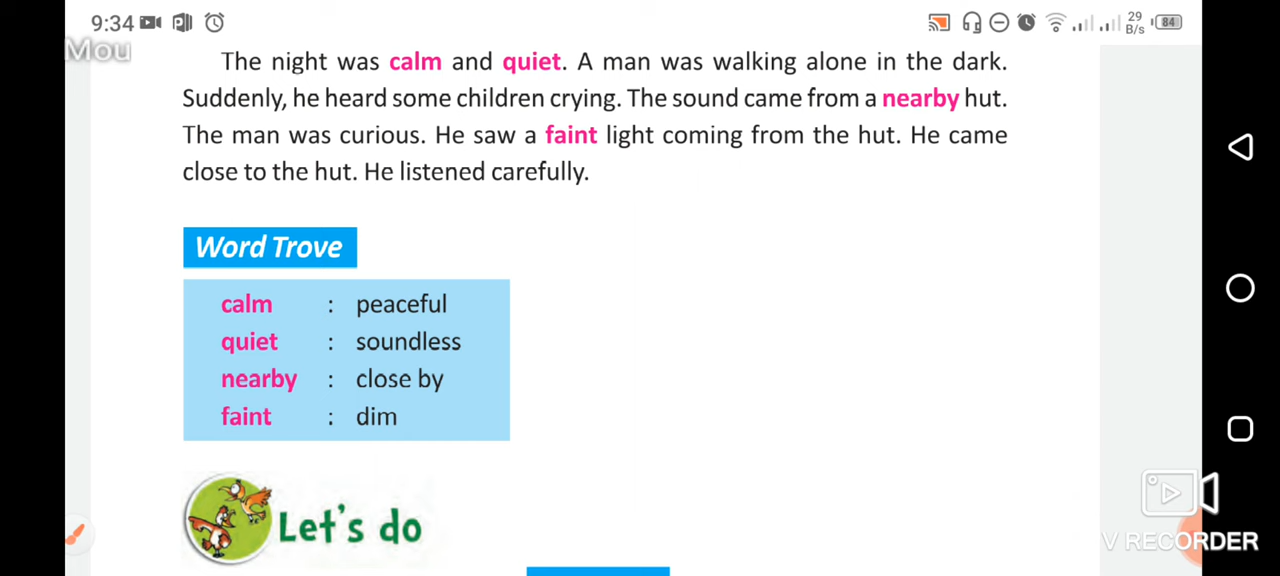 9:34
29
B/s
84
Mou
The night was calm and quiet. A man was walking alone in the dark.
Suddenly, he heard some children crying. The sound came from a nearby hut.
The man was curious. He saw a faint light coming from the hut. He came
close to the hut. He listened carefully.
Word Trove
calm : peaceful
quiet : soundless
nearby : close by
faint : dim
Let's do
V RECORDER